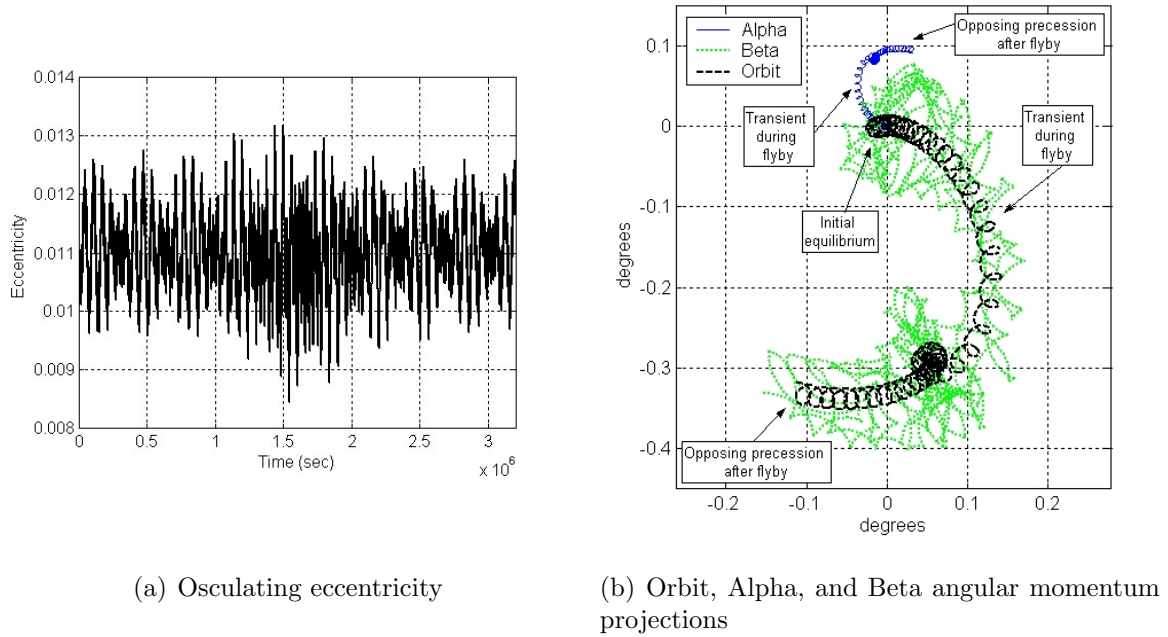 0.014
0.013
0.012
0.011
0.01
0.009
0.008
Eccentricity
0
0.5
1
1.5
2
2.5
3
x 10^6
Time (sec)
(a) Osculating eccentricity
Alpha
Beta
Orbit
Opposing precession
after flyby
Transient
during
flyby
Transient
during
flyby
Initial
equilibrium
Opposing precession
after flyby
0.1
0
-0.1
-0.2
-0.3
-0.4
degrees
-0.2
-0.1
0
0.1
0.2
degrees
(b) Orbit, Alpha, and Beta angular momentum
projections